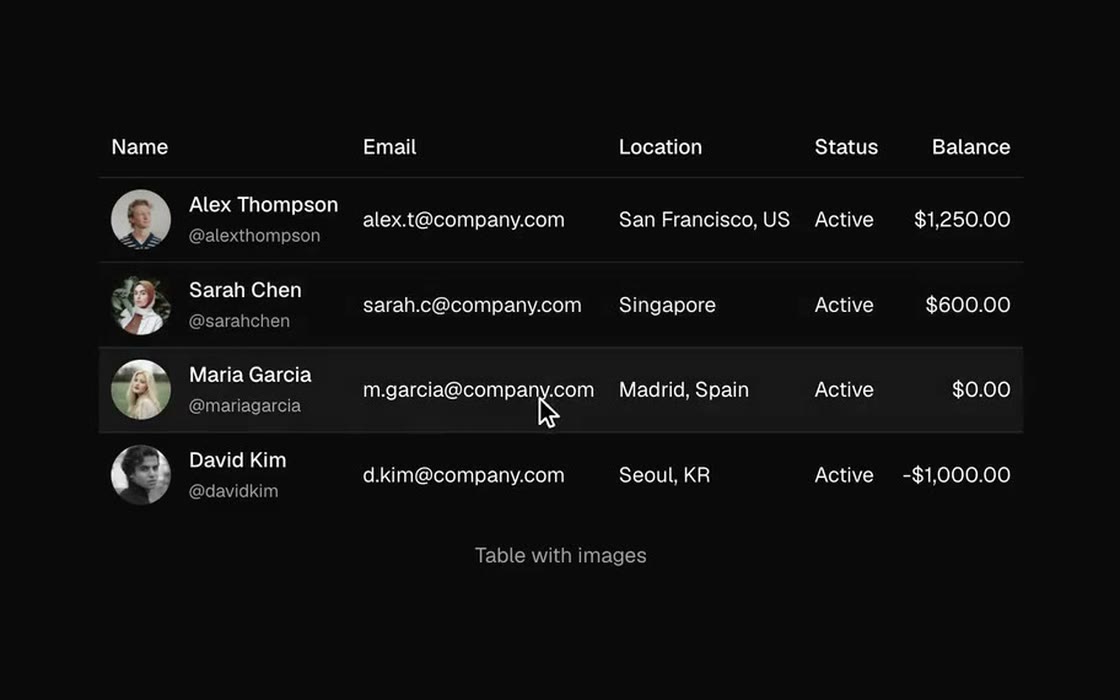 Name Email Location Status Balance
Alex Thompson
@alexthompson
alex.t@company.com San Francisco, US Active $1,250.00
Sarah Chen
@sarahchen
sarah.c@company.com Singapore Active $600.00
Maria Garcia
@mariagarcia
m.garcia@company.com Madrid, Spain Active $0.00
David Kim
@davidkim
d.kim@company.com Seoul, KR Active -$1,000.00
Table with images